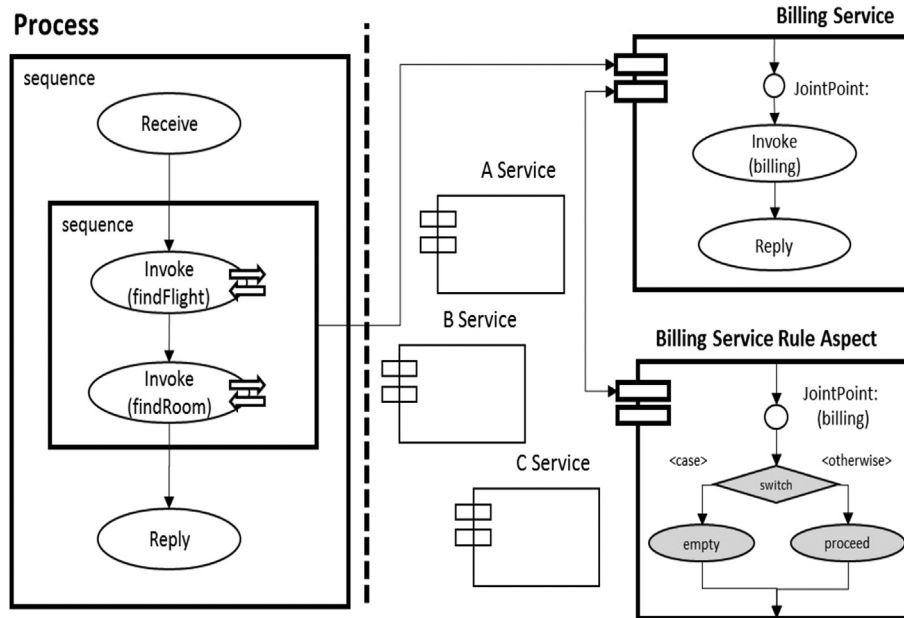 Process
sequence
Receive
sequence
Invoke
(findFlight)
Invoke
(findRoom)
Reply
A Service
B Service
C Service
Billing Service
JointPoint:
Invoke
(billing)
Reply
Billing Service Rule Aspect
JointPoint:
(billing)
<case>
<otherwise>
switch
empty
proceed